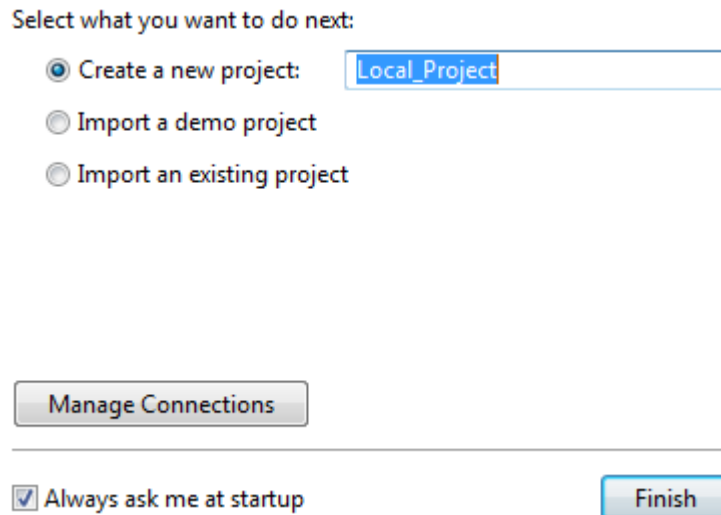 Select what you want to do next:
Create a new project: Local_Project
Import a demo project
Import an existing project
Manage Connections
Always ask me at startup Finish